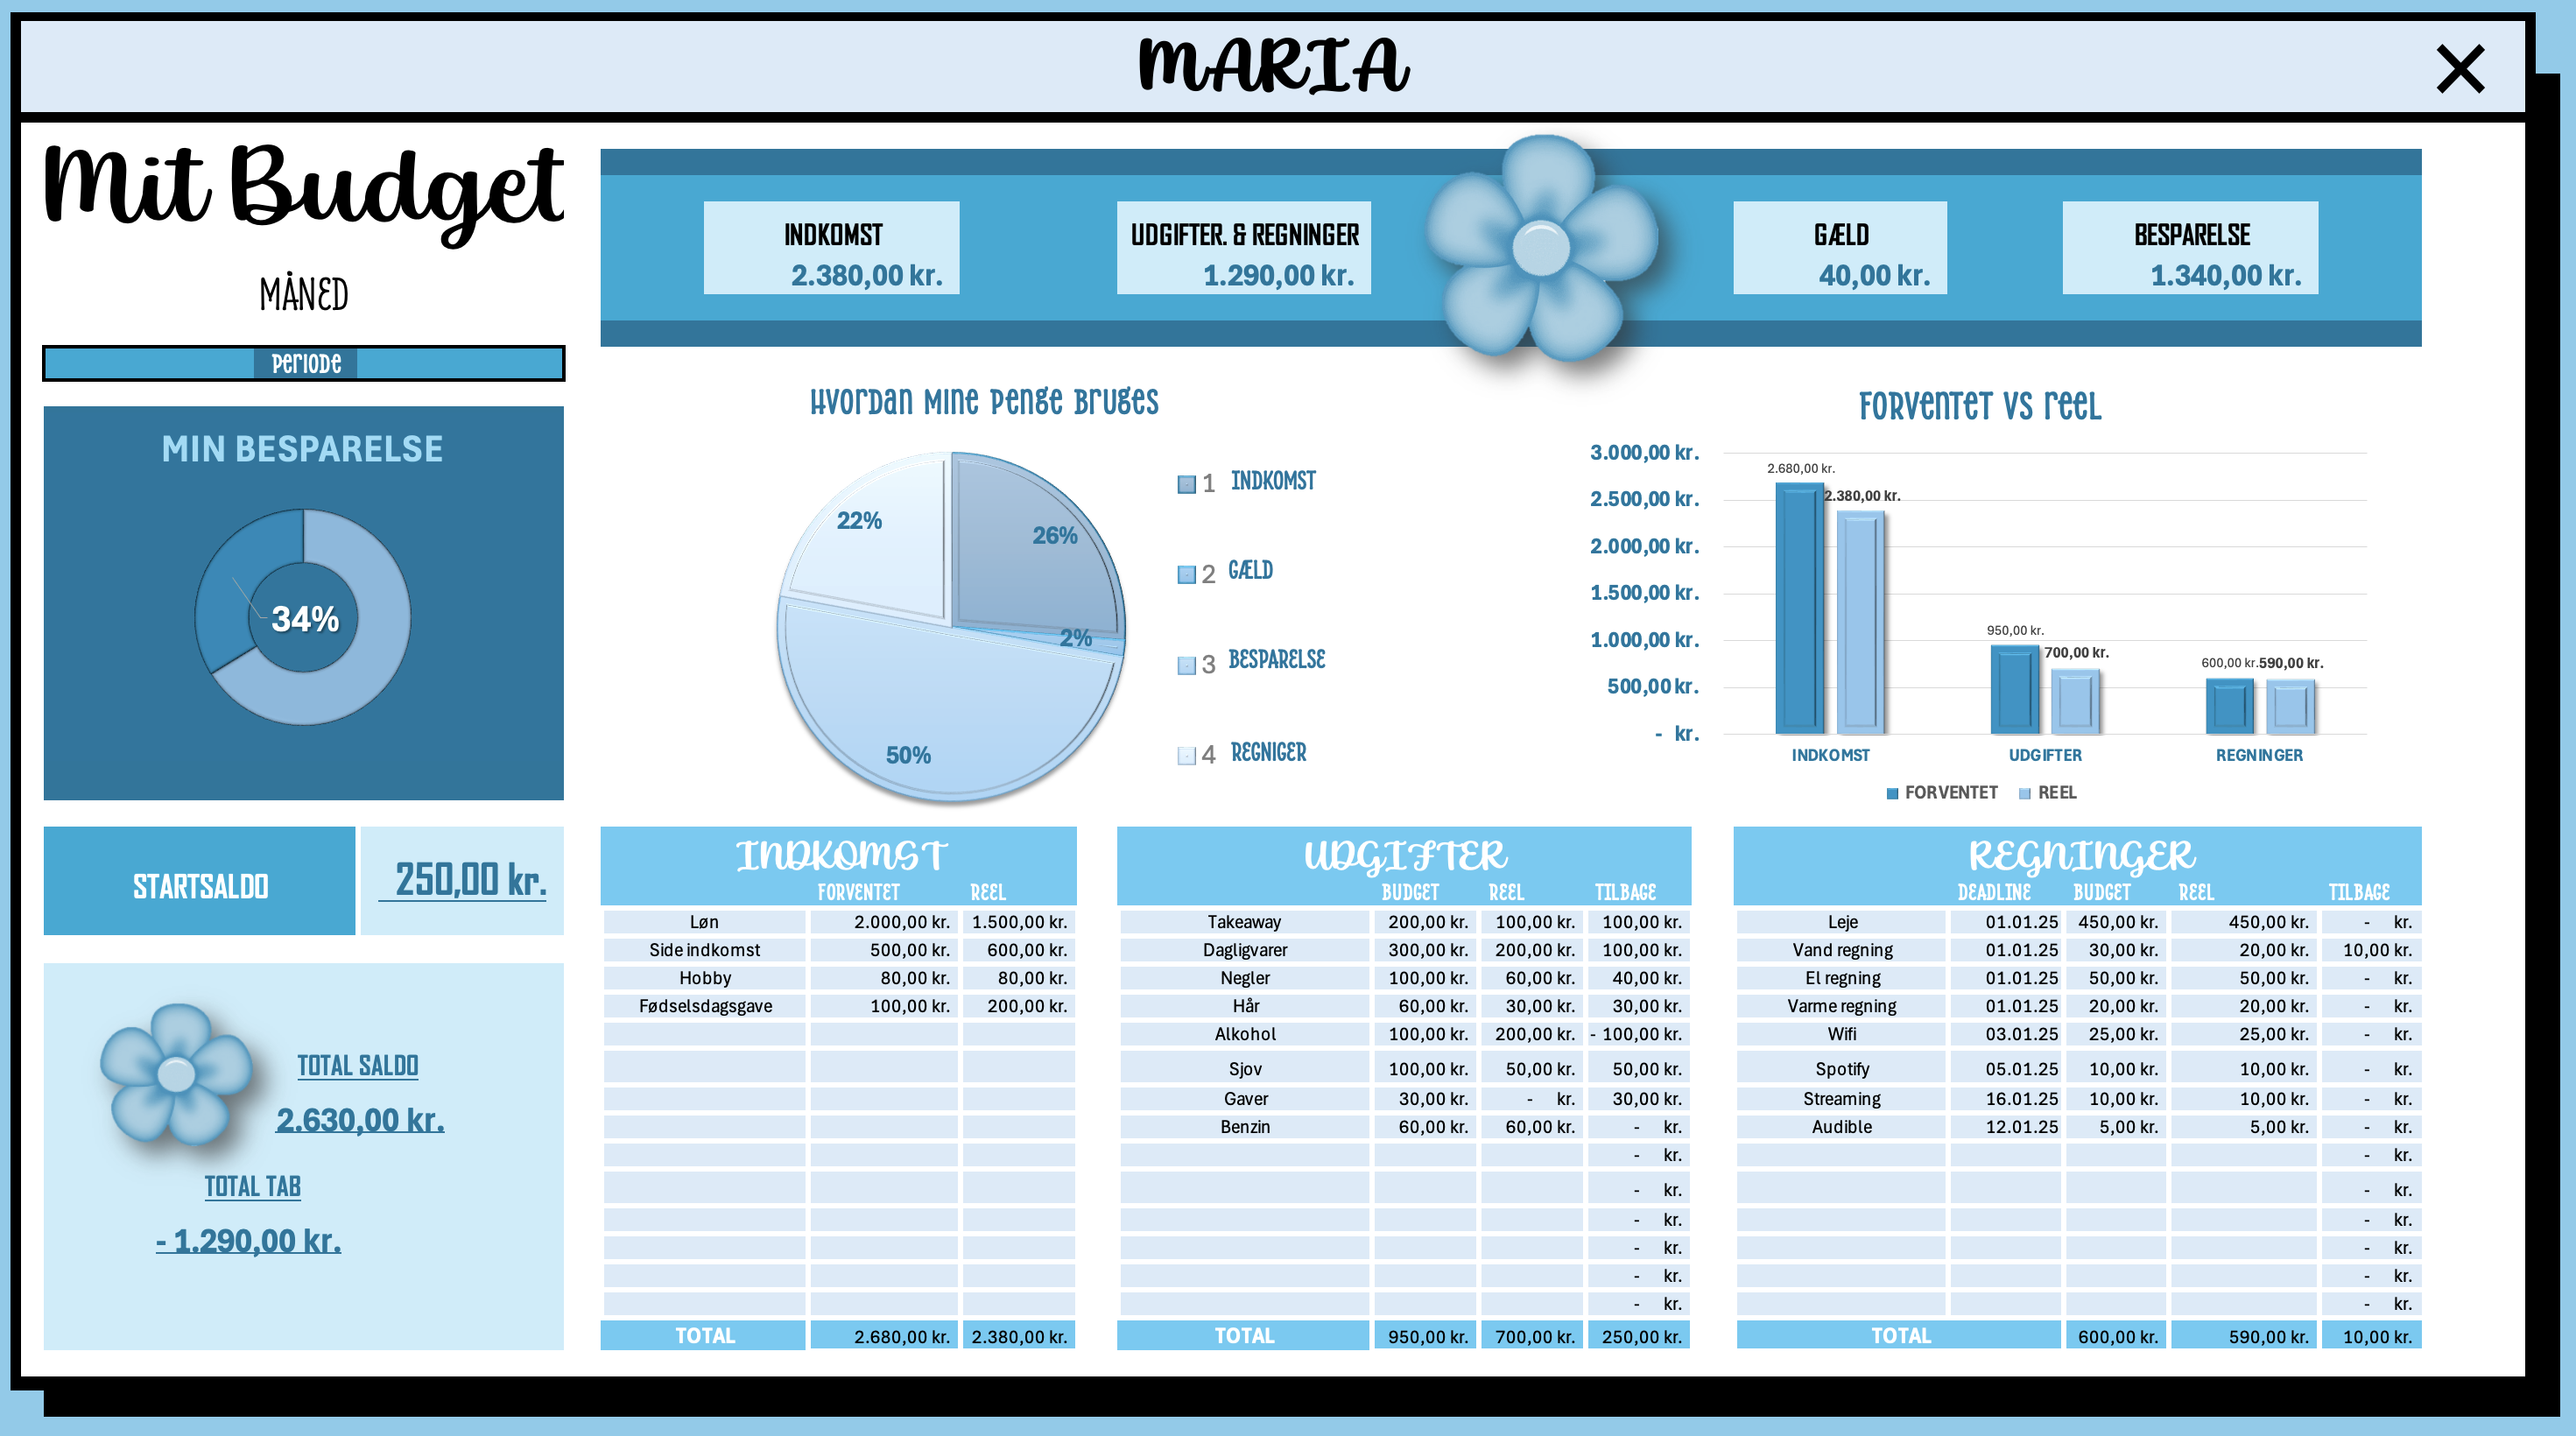 MARIA
Mit Budget
MÅNED
Periode
INDKOMST
2.380,00 kr.
UDGIFTER. & REGNINGER
1.290,00 kr.
GÆLD
40,00 kr.
BESPARELSE
1.340,00 kr.
MIN BESPARELSE
34%
Hvordan Mine Penge Bruges
22%
26%
2%
50%
1 INDKOMST
2 GÆLD
3 BESPARELSE
4 REGNIGER
FORVENTET VS REEL
3.000,00 kr.
2.500,00 kr.
2.000,00 kr.
1.500,00 kr.
1.000,00 kr.
500,00 kr.
- kr.
2.680,00 kr.
2.380,00 kr.
950,00 kr.
700,00 kr.
600,00 kr.
590,00 kr.
INDKOMST UDGIFTER REGNINGER
FORVENTET REEL
STARTSALDO 250,00 kr.
TOTAL SALDO
2.630,00 kr.
TOTAL TAB
- 1.290,00 kr.
INDKOMST
FORVENTET REEL
Løn 2.000,00 kr. 1.500,00 kr.
Side indkomst 500,00 kr. 600,00 kr.
Hobby 80,00 kr. 80,00 kr.
Fødselsdagsgave 100,00 kr. 200,00 kr.
TOTAL 2.680,00 kr. 2.380,00 kr.
UDGIFTER
BUDGET REEL TILBAGE
Takeaway 200,00 kr. 100,00 kr. 100,00 kr.
Dagligvarer 300,00 kr. 200,00 kr. 100,00 kr.
Negler 100,00 kr. 60,00 kr. 40,00 kr.
Hår 60,00 kr. 30,00 kr. 30,00 kr.
Alkohol 100,00 kr. 200,00 kr. - 100,00 kr.
Sjov 100,00 kr. 50,00 kr. 50,00 kr.
Gaver 30,00 kr. - kr. 30,00 kr.
Benzin 60,00 kr. 60,00 kr. - kr.
- kr.
- kr.
- kr.
- kr.
- kr.
- kr.
TOTAL 950,00 kr. 700,00 kr. 250,00 kr.
REGNINGER
DEADLINE BUDGET REEL TILBAGE
Leje 01.01.25 450,00 kr. 450,00 kr. - kr.
Vand regning 01.01.25 30,00 kr. 20,00 kr. 10,00 kr.
El regning 01.01.25 50,00 kr. 50,00 kr. - kr.
Varme regning 01.01.25 20,00 kr. 20,00 kr. - kr.
Wifi 03.01.25 25,00 kr. 25,00 kr. - kr.
Spotify 05.01.25 10,00 kr. 10,00 kr. - kr.
Streaming 16.01.25 10,00 kr. 10,00 kr. - kr.
Audible 12.01.25 5,00 kr. 5,00 kr. - kr.
- kr.
- kr.
- kr.
- kr.
- kr.
- kr.
TOTAL 600,00 kr. 590,00 kr. 10,00 kr.